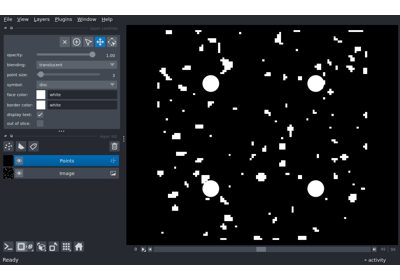 File View Layers Plugins Window Help
opacity: 1.00
blending: translucent
point size:
symbol: disc
face color: white
border color: white
display text:
out of slice:
Points
Image
Ready
activity